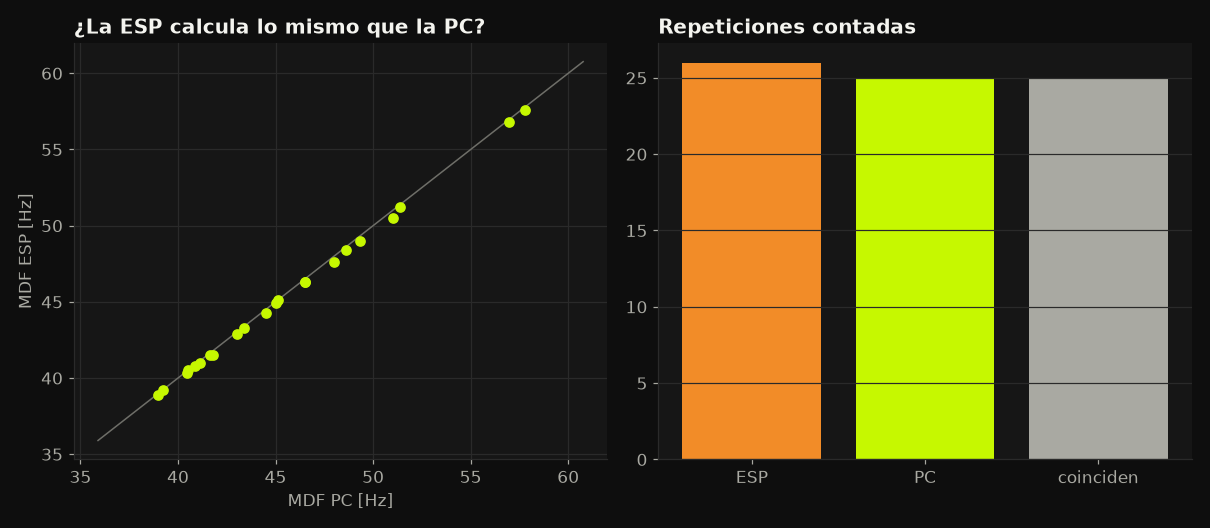 ¿La ESP calcula lo mismo que la PC?
60
55
50
45
40
35
MDF ESP [Hz]
35 40 45 50 55 60
MDF PC [Hz]
Repeticiones contadas
25
20
15
10
5
0
ESP PC coinciden